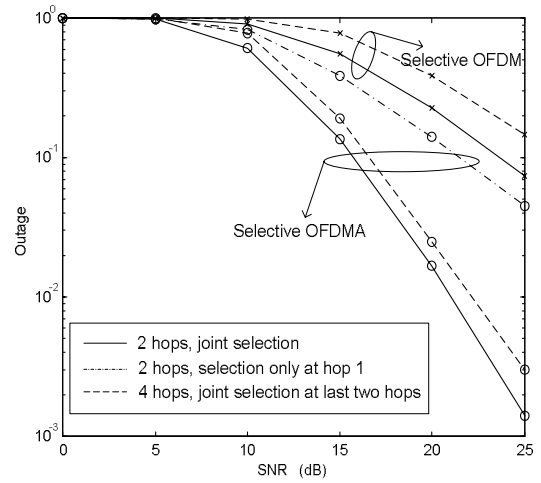 10^0
Selective OFDM
10^-1
Outage
Selective OFDMA
10^-2
2 hops, joint selection
2 hops, selection only at hop 1
4 hops, joint selection at last two hops
10^-3
0 5 10 15 20 25
SNR (dB)